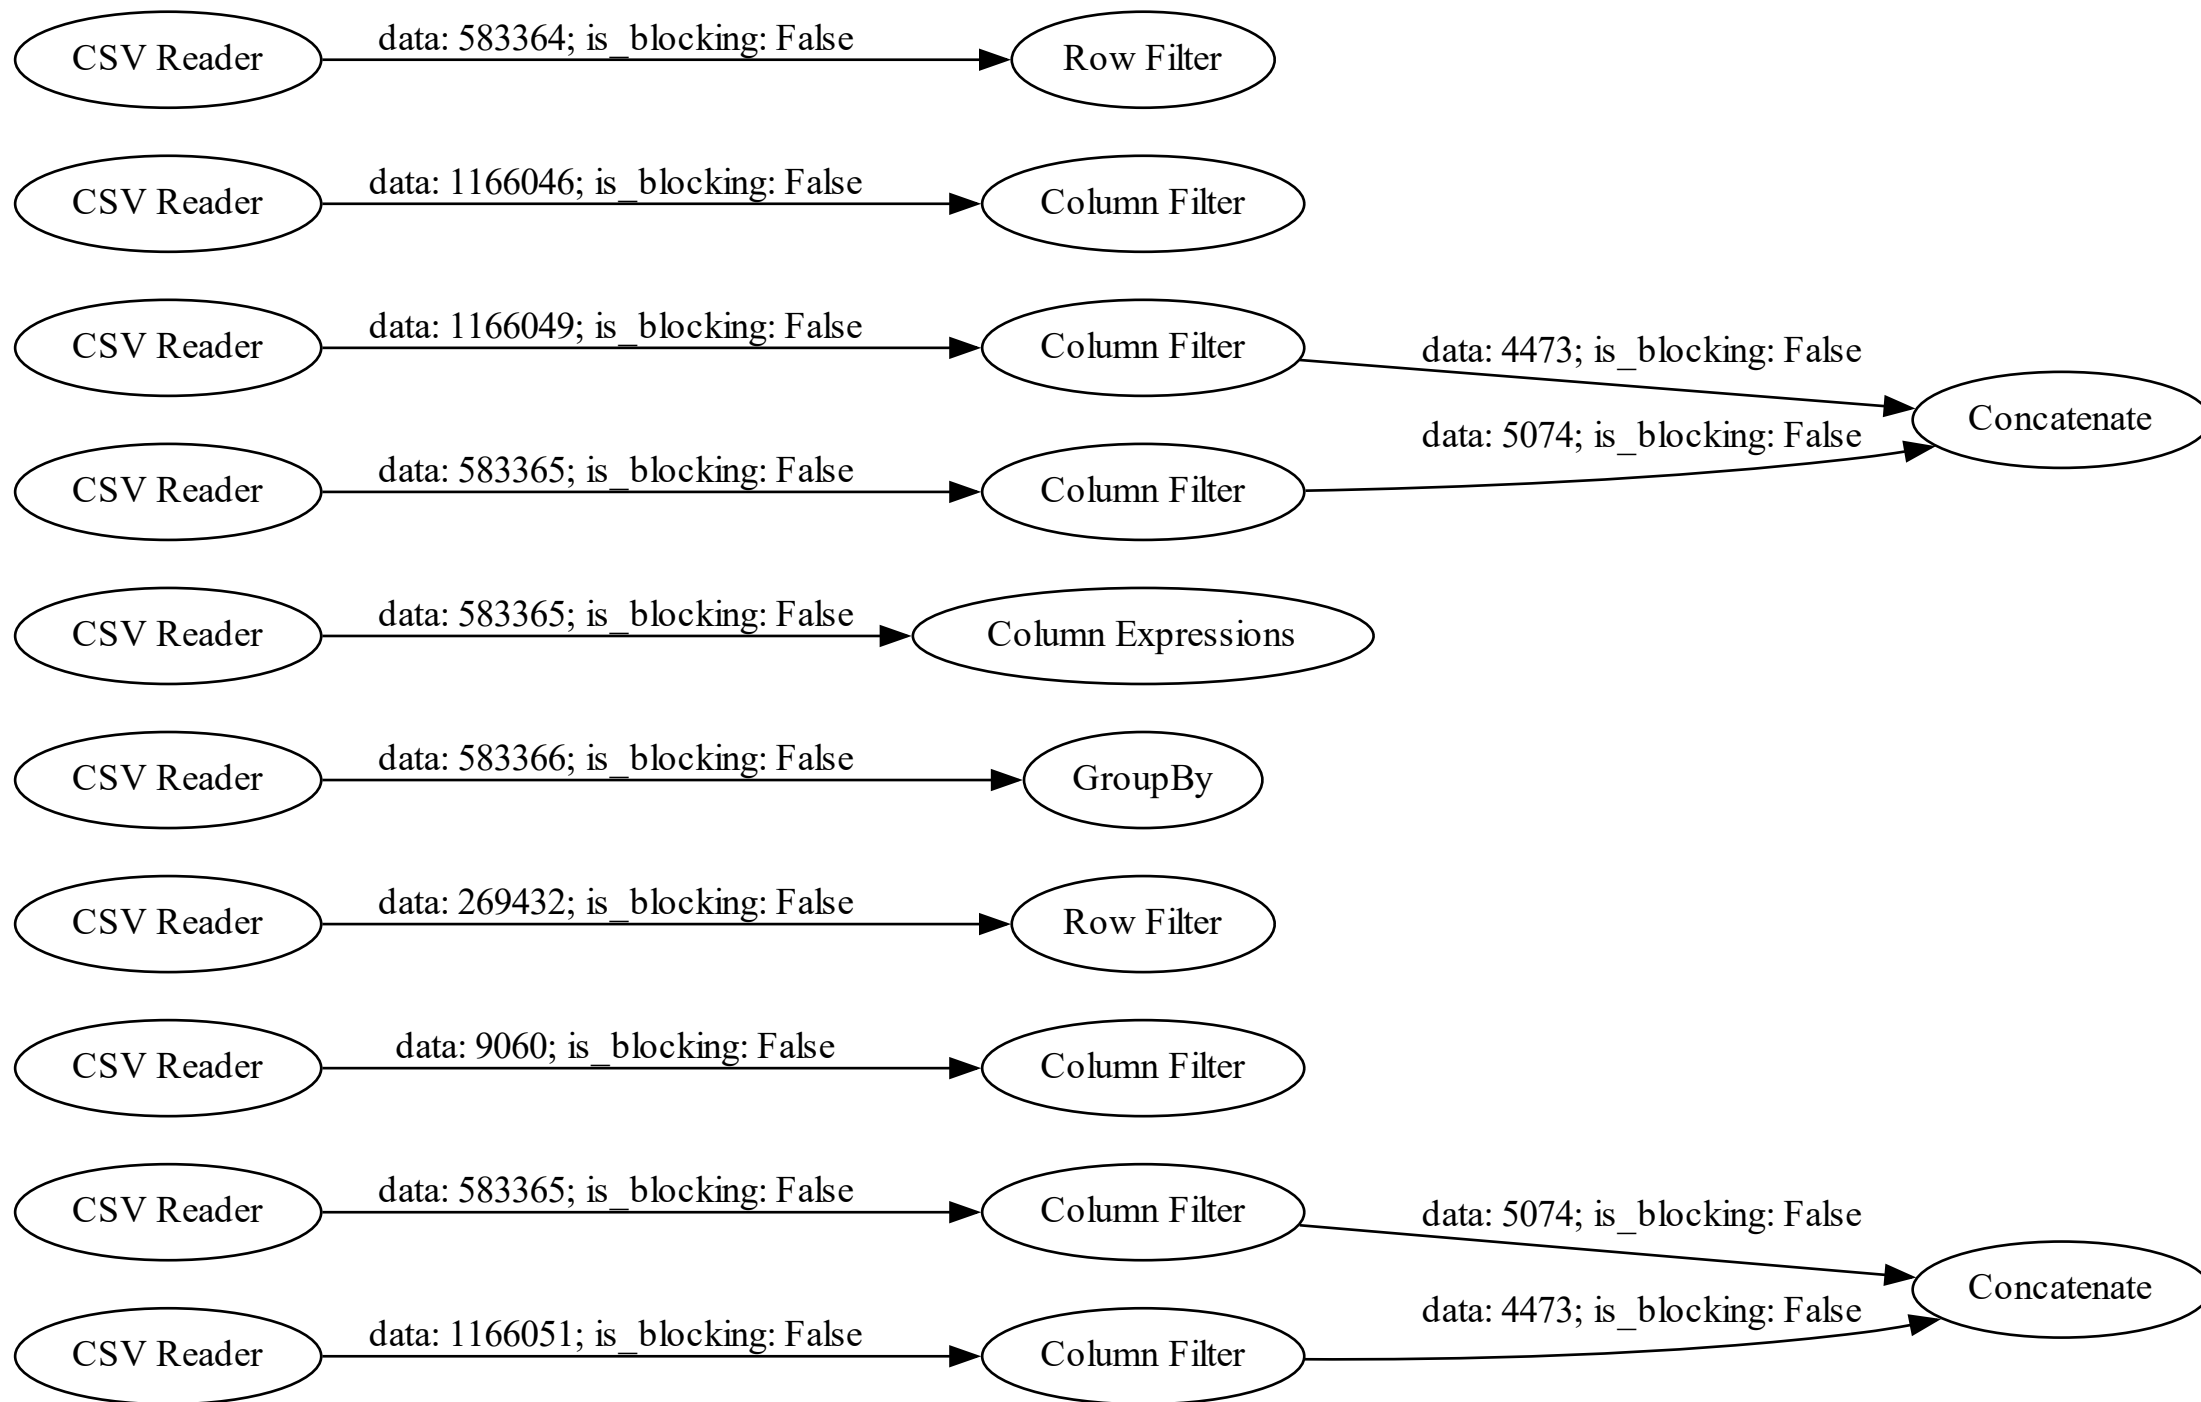 CSV Reader
data: 583364; is_blocking: False
Row Filter
CSV Reader
data: 1166046; is_blocking: False
Column Filter
CSV Reader
data: 1166049; is_blocking: False
Column Filter
data: 4473; is_blocking: False
Concatenate
CSV Reader
data: 583365; is_blocking: False
Column Filter
data: 5074; is_blocking: False
CSV Reader
data: 583365; is_blocking: False
Column Expressions
CSV Reader
data: 583366; is_blocking: False
GroupBy
CSV Reader
data: 269432; is_blocking: False
Row Filter
CSV Reader
data: 9060; is_blocking: False
Column Filter
CSV Reader
data: 583365; is_blocking: False
Column Filter
data: 5074; is_blocking: False
Concatenate
CSV Reader
data: 1166051; is_blocking: False
Column Filter
data: 4473; is_blocking: False